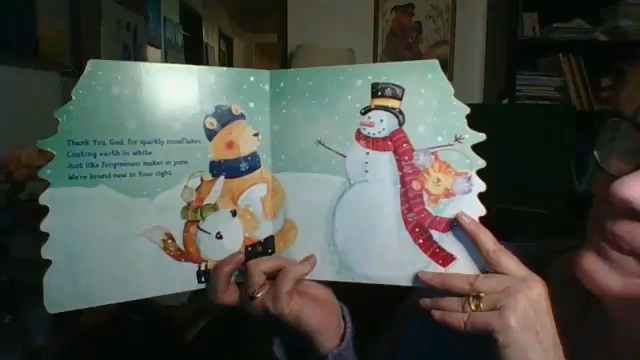 Thank You, God, for sparkly snowflakes
Coating earth in white
Just like forgiveness makes us pure,
We're brand-new in Your sight.